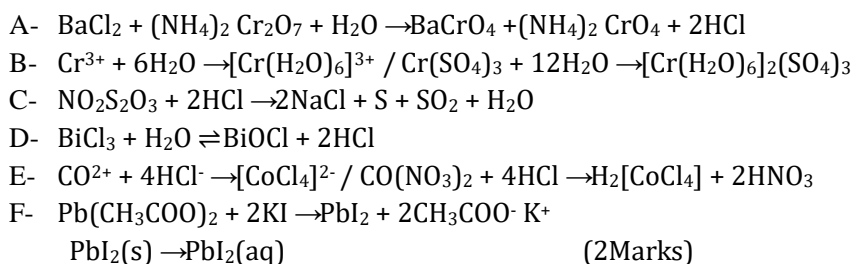 A- BaCl₂ + (NH₄)₂ Cr₂O₇ + H₂O →BaCrO₄ +(NH₄)₂ CrO₄ + 2HCl
B- Cr³⁺ + 6H₂O →[Cr(H₂O)₆]³⁺ / Cr(SO₄)₃ + 12H₂O →[Cr(H₂O)₆]₂(SO₄)₃
C- NO₂S₂O₃ + 2HCl →2NaCl + S + SO₂ + H₂O
D- BiCl₃ + H₂O ⇌BiOCl + 2HCl
E- CO²⁺ + 4HCl⁻ →[CoCl₄]²⁻ / CO(NO₃)₂ + 4HCl →H₂[CoCl₄] + 2HNO₃
F- Pb(CH₃COO)₂ + 2KI →PbI₂ + 2CH₃COO⁻ K⁺
PbI₂(s) →PbI₂(aq) (2Marks)